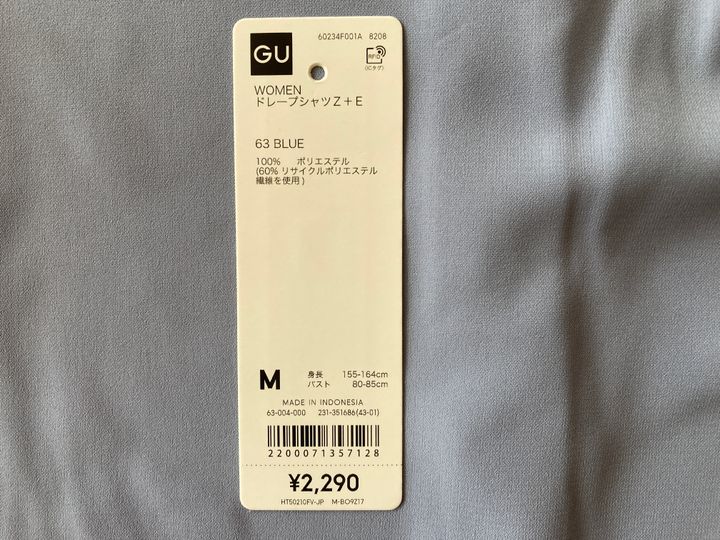 GU
60234F001A 8208
RFID
(ICタグ)
WOMEN
ドレープシャツZ+E
63 BLUE
100% ポリエステル
(60% リサイクルポリエステル
繊維を使用)
M
身長 155-164cm
バスト 80-85cm
MADE IN INDONESIA
63-004-000 231-351686(43-01)
2200071357128
¥2,290
HT50210FV-JP M-BO9Z17